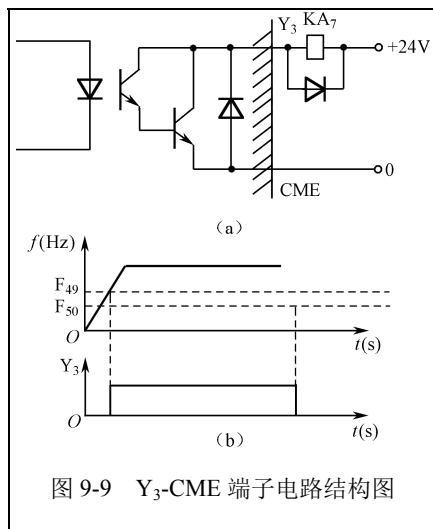 Y₃ KA₇
+24V
0
CME
（a）
f(Hz)
F₄₉
F₅₀
O t(s)
Y₃
O t(s)
（b）
图 9-9 Y₃-CME 端子电路结构图